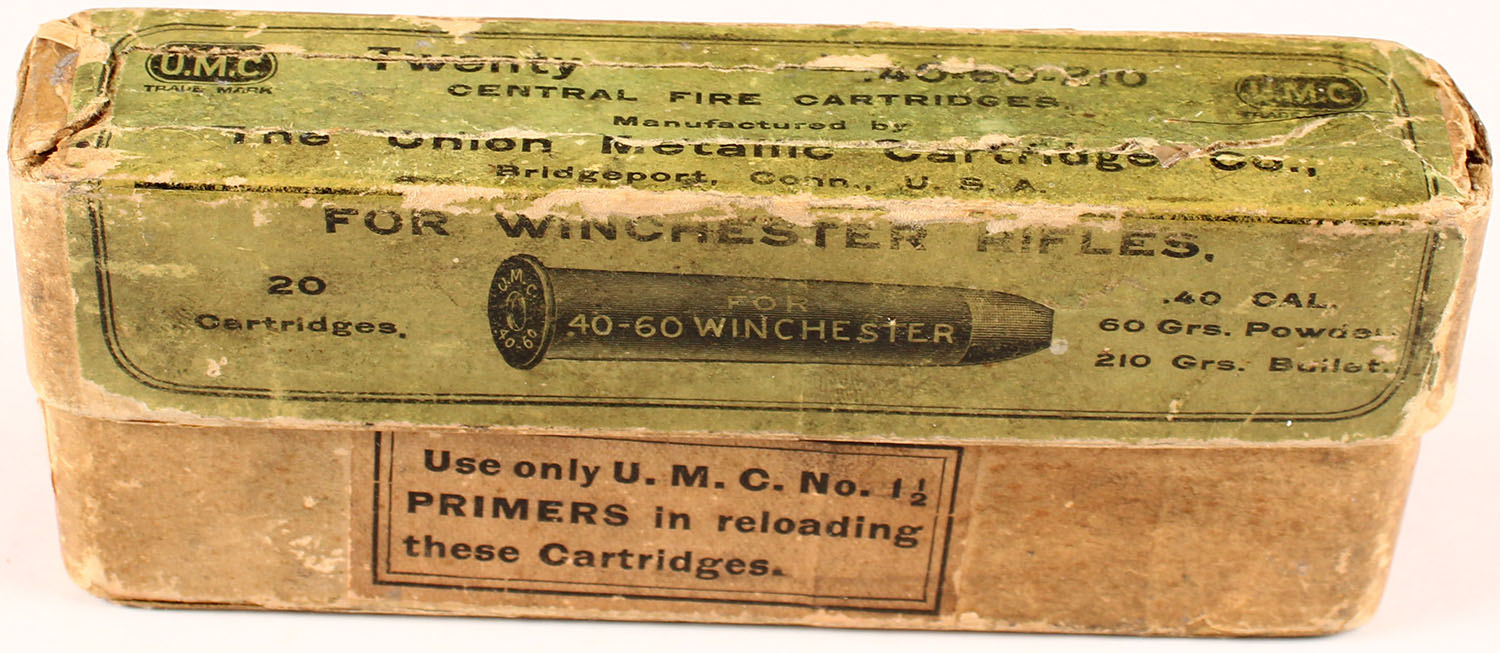 U.M.C
TRADE MARK
Twenty .40-60-210
CENTRAL FIRE CARTRIDGES,
Manufactured by
The Union Metallic Cartridge Co.,
Bridgeport, Conn., U. S. A.
U.M.C
TRADE MARK
FOR WINCHESTER RIFLES.
20
Cartridges.
U.M.C.
40-60
FOR
.40-60 WINCHESTER
.40 CAL.
60 Grs. Powder
210 Grs. Bullet.
Use only U. M. C. No. 1½
PRIMERS in reloading
these Cartridges.